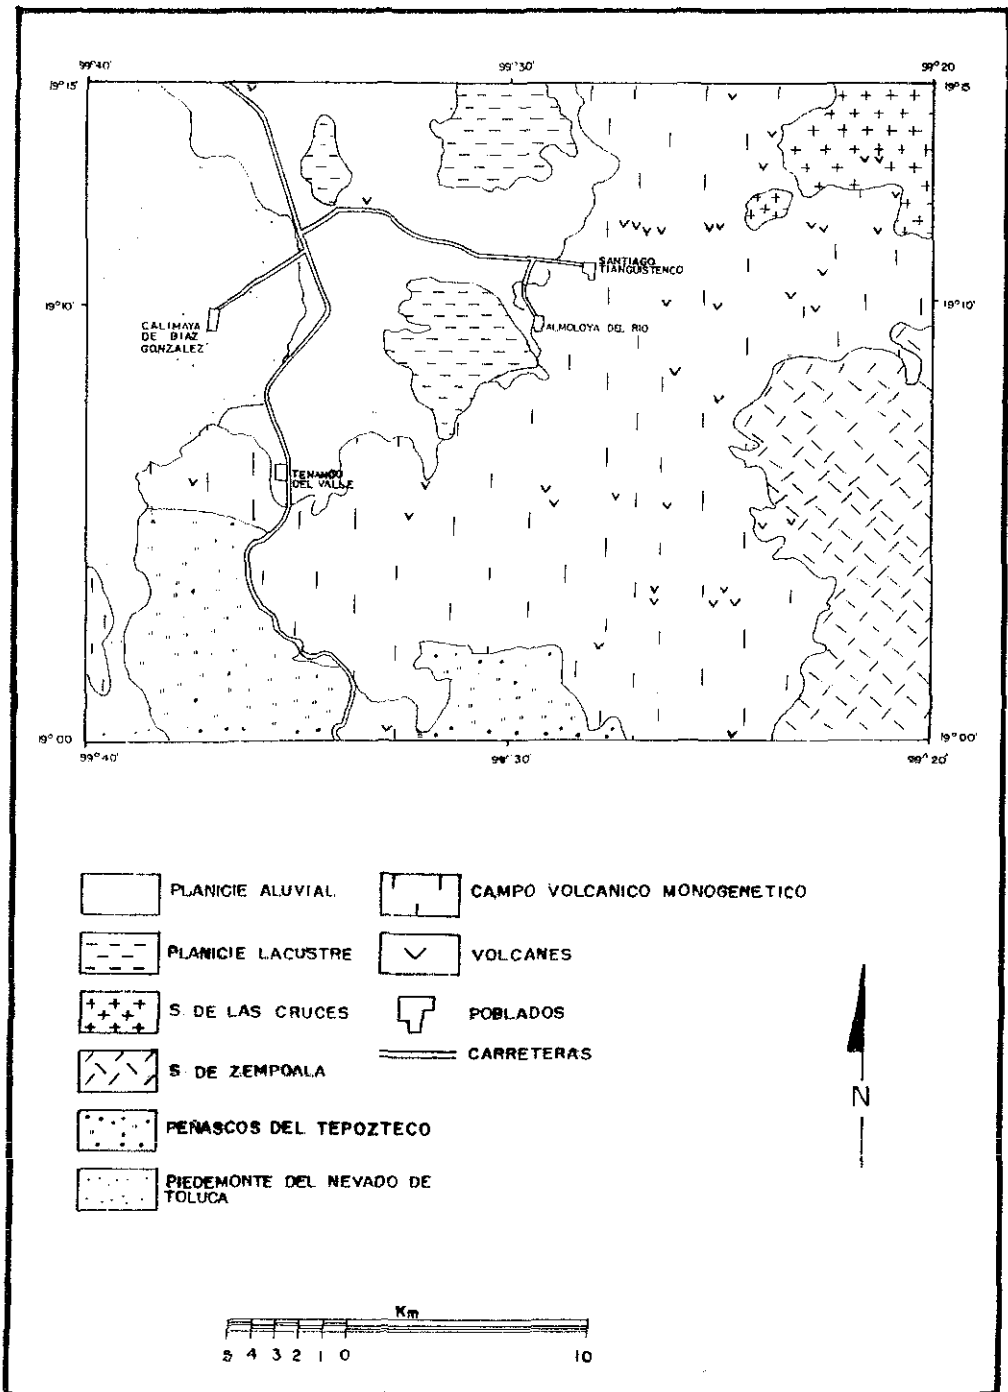 99°40'
99°30'
99°20
19°15'
19°15
SANTIAGO
TIANGUISTENCO
19°10'
19°10'
CALIMAYA
DE DIAZ
GONZALEZ
ALMOLOYA DEL RIO
TENANGO
DEL VALLE
19°00
19°00'
99°40'
99°30'
99°20'
PLANICIE ALUVIAL
CAMPO VOLCANICO MONOGENETICO
PLANICIE LACUSTRE
VOLCANES
S. DE LAS CRUCES
POBLADOS
CARRETERAS
S. DE ZEMPOALA
PEÑASCOS DEL TEPOZTECO
PIEDEMONTE DEL NEVADO DE
TOLUCA
N
Km
5 4 3 2 1 0 10